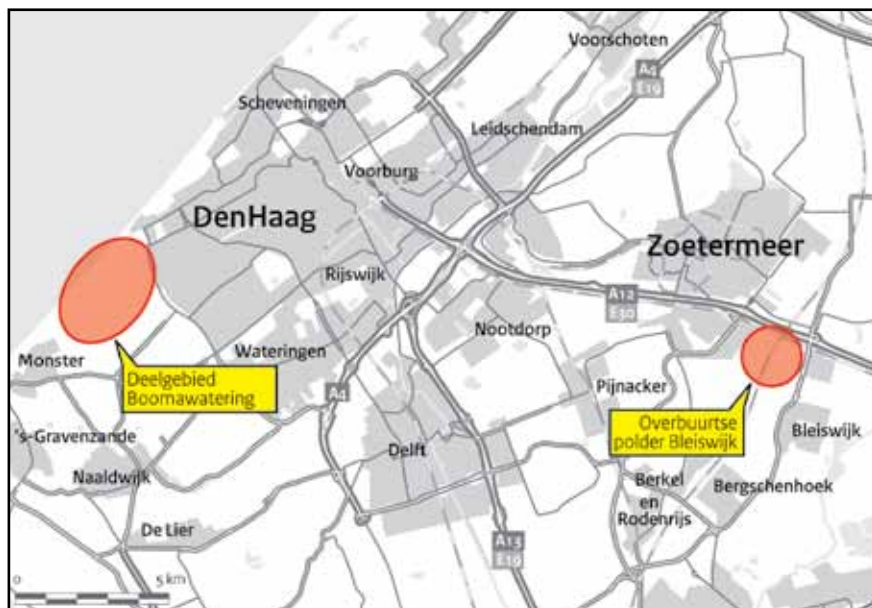 Voorschoten
A4
E19
Scheveningen
Leidschendam
Voorburg
DenHaag
Zoetermeer
Rijswijk
A12
E30
Nootdorp
Monster
Wateringen
Deelgebied
Boomawatering
A4
Pijnacker
Overbuurtse
polder Bleiswijk
Bleiswijk
's-Gravenzande
Delft
Naaldwijk
Berkel
en
Rodenrijs
Bergschenhoek
De Lier
A13
E19
0 5 km